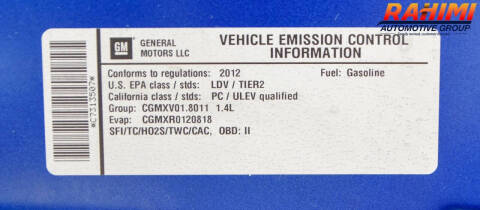 RAHIMI
AUTOMOTIVE GROUP
GM
GENERAL
MOTORS LLC
VEHICLE EMISSION CONTROL
INFORMATION
Conforms to regulations: 2012 Fuel: Gasoline
U.S. EPA class / stds: LDV / TIER2
California class / stds: PC / ULEV qualified
Group: CGMXV01.8011 1.4L
Evap: CGMXR0120818
SFI/TC/HO2S/TWC/CAC, OBD: II
*C7313507*